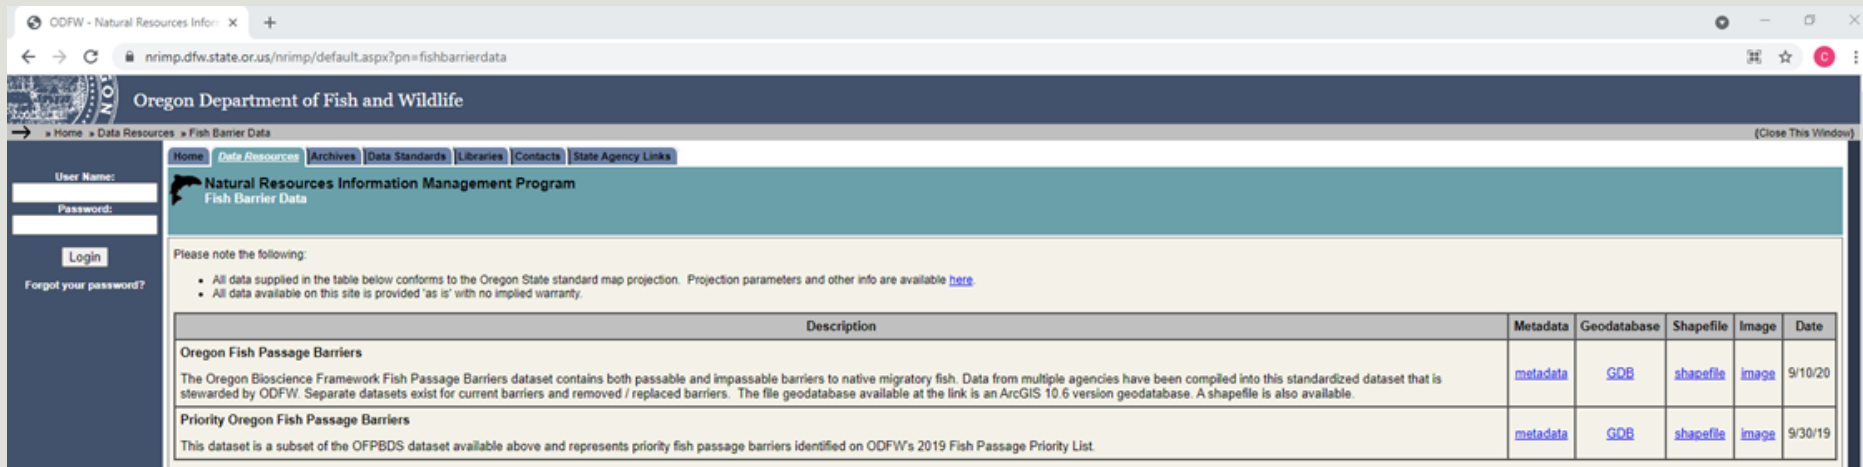 ODFW - Natural Resources Inform
nrimp.dfw.state.or.us/nrimp/default.aspx?pn=fishbarrierdata
C
ON
Oregon Department of Fish and Wildlife
» Home » Data Resources » Fish Barrier Data
{Close This Window}
Home Data Resources Archives Data Standards Libraries Contacts State Agency Links
User Name:
Password:
Login
Forgot your password?
Natural Resources Information Management Program
Fish Barrier Data
Please note the following:
• All data supplied in the table below conforms to the Oregon State standard map projection. Projection parameters and other info are available here.
• All data available on this site is provided 'as is' with no implied warranty.
Description Metadata Geodatabase Shapefile Image Date
Oregon Fish Passage Barriers
The Oregon Bioscience Framework Fish Passage Barriers dataset contains both passable and impassable barriers to native migratory fish. Data from multiple agencies have been compiled into this standardized dataset that is
stewarded by ODFW. Separate datasets exist for current barriers and removed / replaced barriers. The file geodatabase available at the link is an ArcGIS 10.6 version geodatabase. A shapefile is also available.
metadata GDB shapefile image 9/10/20
Priority Oregon Fish Passage Barriers
This dataset is a subset of the OFPBDS dataset available above and represents priority fish passage barriers identified on ODFW's 2019 Fish Passage Priority List.
metadata GDB shapefile image 9/30/19